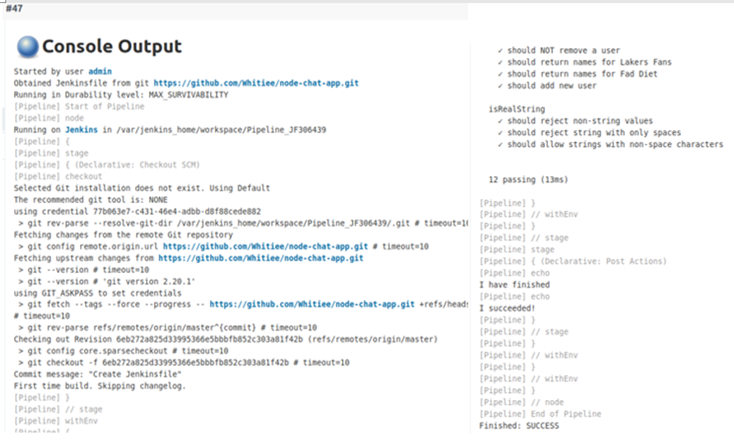 #47
Console Output
Started by user admin
Obtained Jenkinsfile from git https://github.com/Whitiee/node-chat-app.git
Running in Durability level: MAX_SURVIVABILITY
[Pipeline] Start of Pipeline
[Pipeline] node
Running on Jenkins in /var/jenkins_home/workspace/Pipeline_JF306439
[Pipeline] {
[Pipeline] stage
[Pipeline] { (Declarative: Checkout SCM)
[Pipeline] checkout
Selected Git installation does not exist. Using Default
The recommended git tool is: NONE
using credential 77b063e7-c431-46e4-adbb-d8f88cede882
> git rev-parse --resolve-git-dir /var/jenkins_home/workspace/Pipeline_JF306439/.git # timeout=10
Fetching changes from the remote Git repository
> git config remote.origin.url https://github.com/Whitiee/node-chat-app.git # timeout=10
Fetching upstream changes from https://github.com/Whitiee/node-chat-app.git
> git --version # timeout=10
> git --version # 'git version 2.20.1'
using GIT_ASKPASS to set credentials
> git fetch --tags --force --progress -- https://github.com/Whitiee/node-chat-app.git +refs/heads
# timeout=10
> git rev-parse refs/remotes/origin/master^{commit} # timeout=10
Checking out Revision 6eb272a825d33995366e5bbbfb852c303a81f42b (refs/remotes/origin/master)
> git config core.sparsecheckout # timeout=10
> git checkout -f 6eb272a825d33995366e5bbbfb852c303a81f42b # timeout=10
Commit message: "Create Jenkinsfile"
First time build. Skipping changelog.
[Pipeline] }
[Pipeline] // stage
[Pipeline] withEnv
[Pipeline] {
✓ should NOT remove a user
✓ should return names for Lakers Fans
✓ should return names for Fad Diet
✓ should add new user
isRealString
✓ should reject non-string values
✓ should reject string with only spaces
✓ should allow strings with non-space characters
12 passing (13ms)
[Pipeline] }
[Pipeline] // withEnv
[Pipeline] }
[Pipeline] // stage
[Pipeline] stage
[Pipeline] { (Declarative: Post Actions)
[Pipeline] echo
I have finished
[Pipeline] echo
I succeeded!
[Pipeline] }
[Pipeline] // stage
[Pipeline] }
[Pipeline] // withEnv
[Pipeline] }
[Pipeline] // withEnv
[Pipeline] }
[Pipeline] // node
[Pipeline] End of Pipeline
Finished: SUCCESS